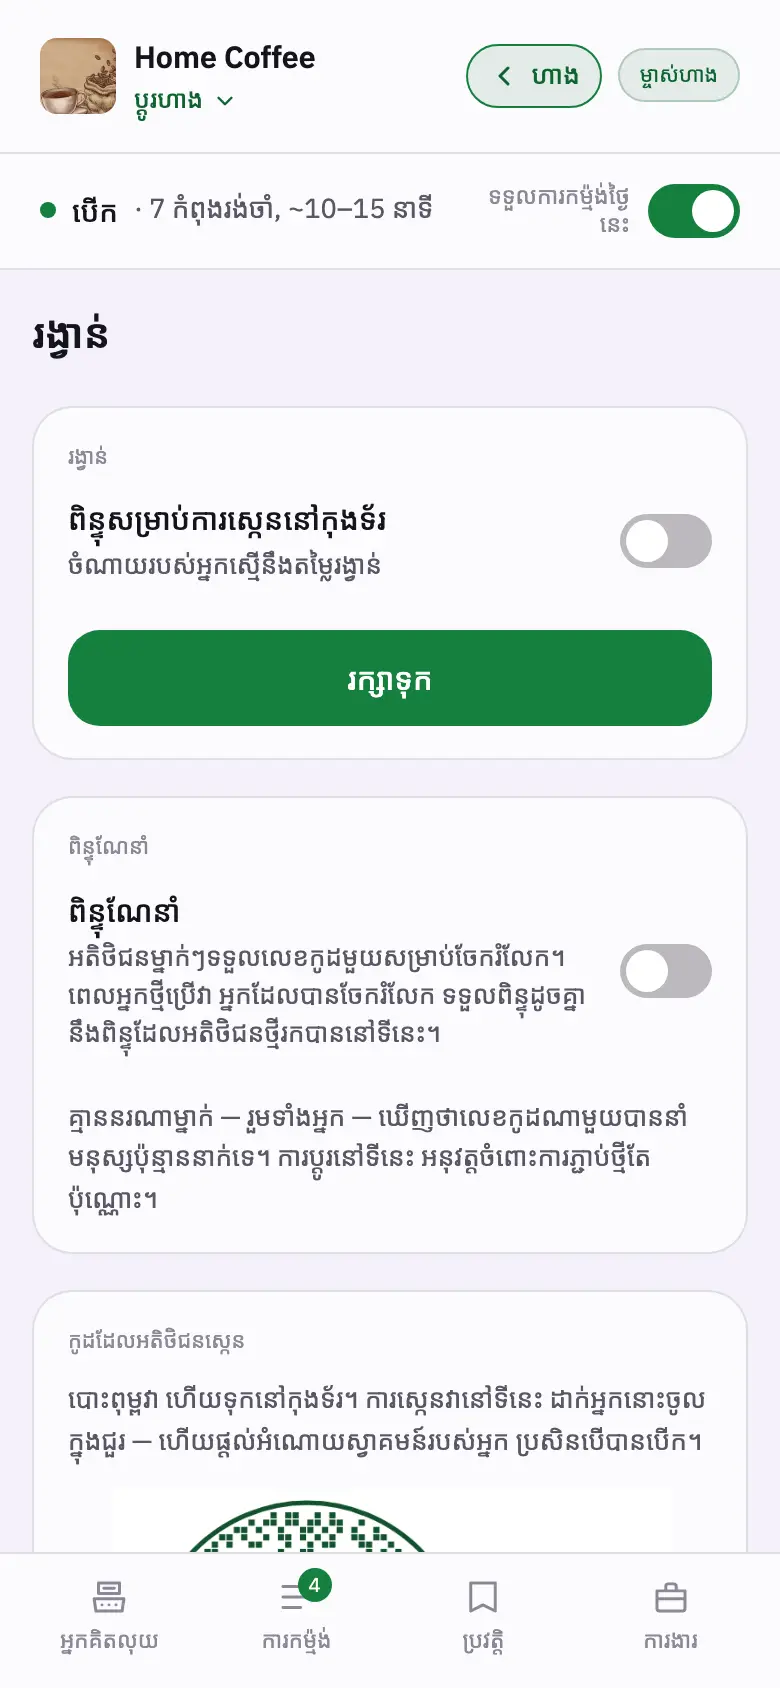 Home Coffee
ប្ដូរហាង
ហាង
ម្ចាស់ហាង
បើក · 7 កំពុងរង់ចាំ, ~10–15 នាទី
ទទួលការកម្ម៉ង់ថ្ងៃ
នេះ
រង្វាន់
រង្វាន់
ពិន្ទុសម្រាប់ការស្កេននៅកុងទ័រ
ចំណាយរបស់អ្នកស្មើនឹងតម្លៃរង្វាន់
រក្សាទុក
ពិន្ទុណែនាំ
ពិន្ទុណែនាំ
អតិថិជនម្នាក់ៗទទួលលេខកូដមួយសម្រាប់ចែករំលែក។
ពេលអ្នកថ្មីប្រើវា អ្នកដែលបានចែករំលែក ទទួលពិន្ទុដូចគ្នា
នឹងពិន្ទុដែលអតិថិជនថ្មីរកបាននៅទីនេះ។
គ្មាននរណាម្នាក់ — រួមទាំងអ្នក — ឃើញថាលេខកូដណាមួយបាននាំ
មនុស្សប៉ុន្មាននាក់ទេ។ ការប្ដូរនៅទីនេះ អនុវត្តចំពោះការភ្ជាប់ថ្មីតែ
ប៉ុណ្ណោះ។
កូដដែលអតិថិជនស្កេន
បោះពុម្ពវា ហើយទុកនៅកុងទ័រ។ ការស្កេនវានៅទីនេះ ដាក់អ្នកនោះចូល
ក្នុងជួរ — ហើយផ្ដល់អំណោយស្វាគមន៍របស់អ្នក ប្រសិនបើបានបើក។
4
អ្នកគិតលុយ
ការកម្ម៉ង់
ប្រវត្តិ
ការងារ